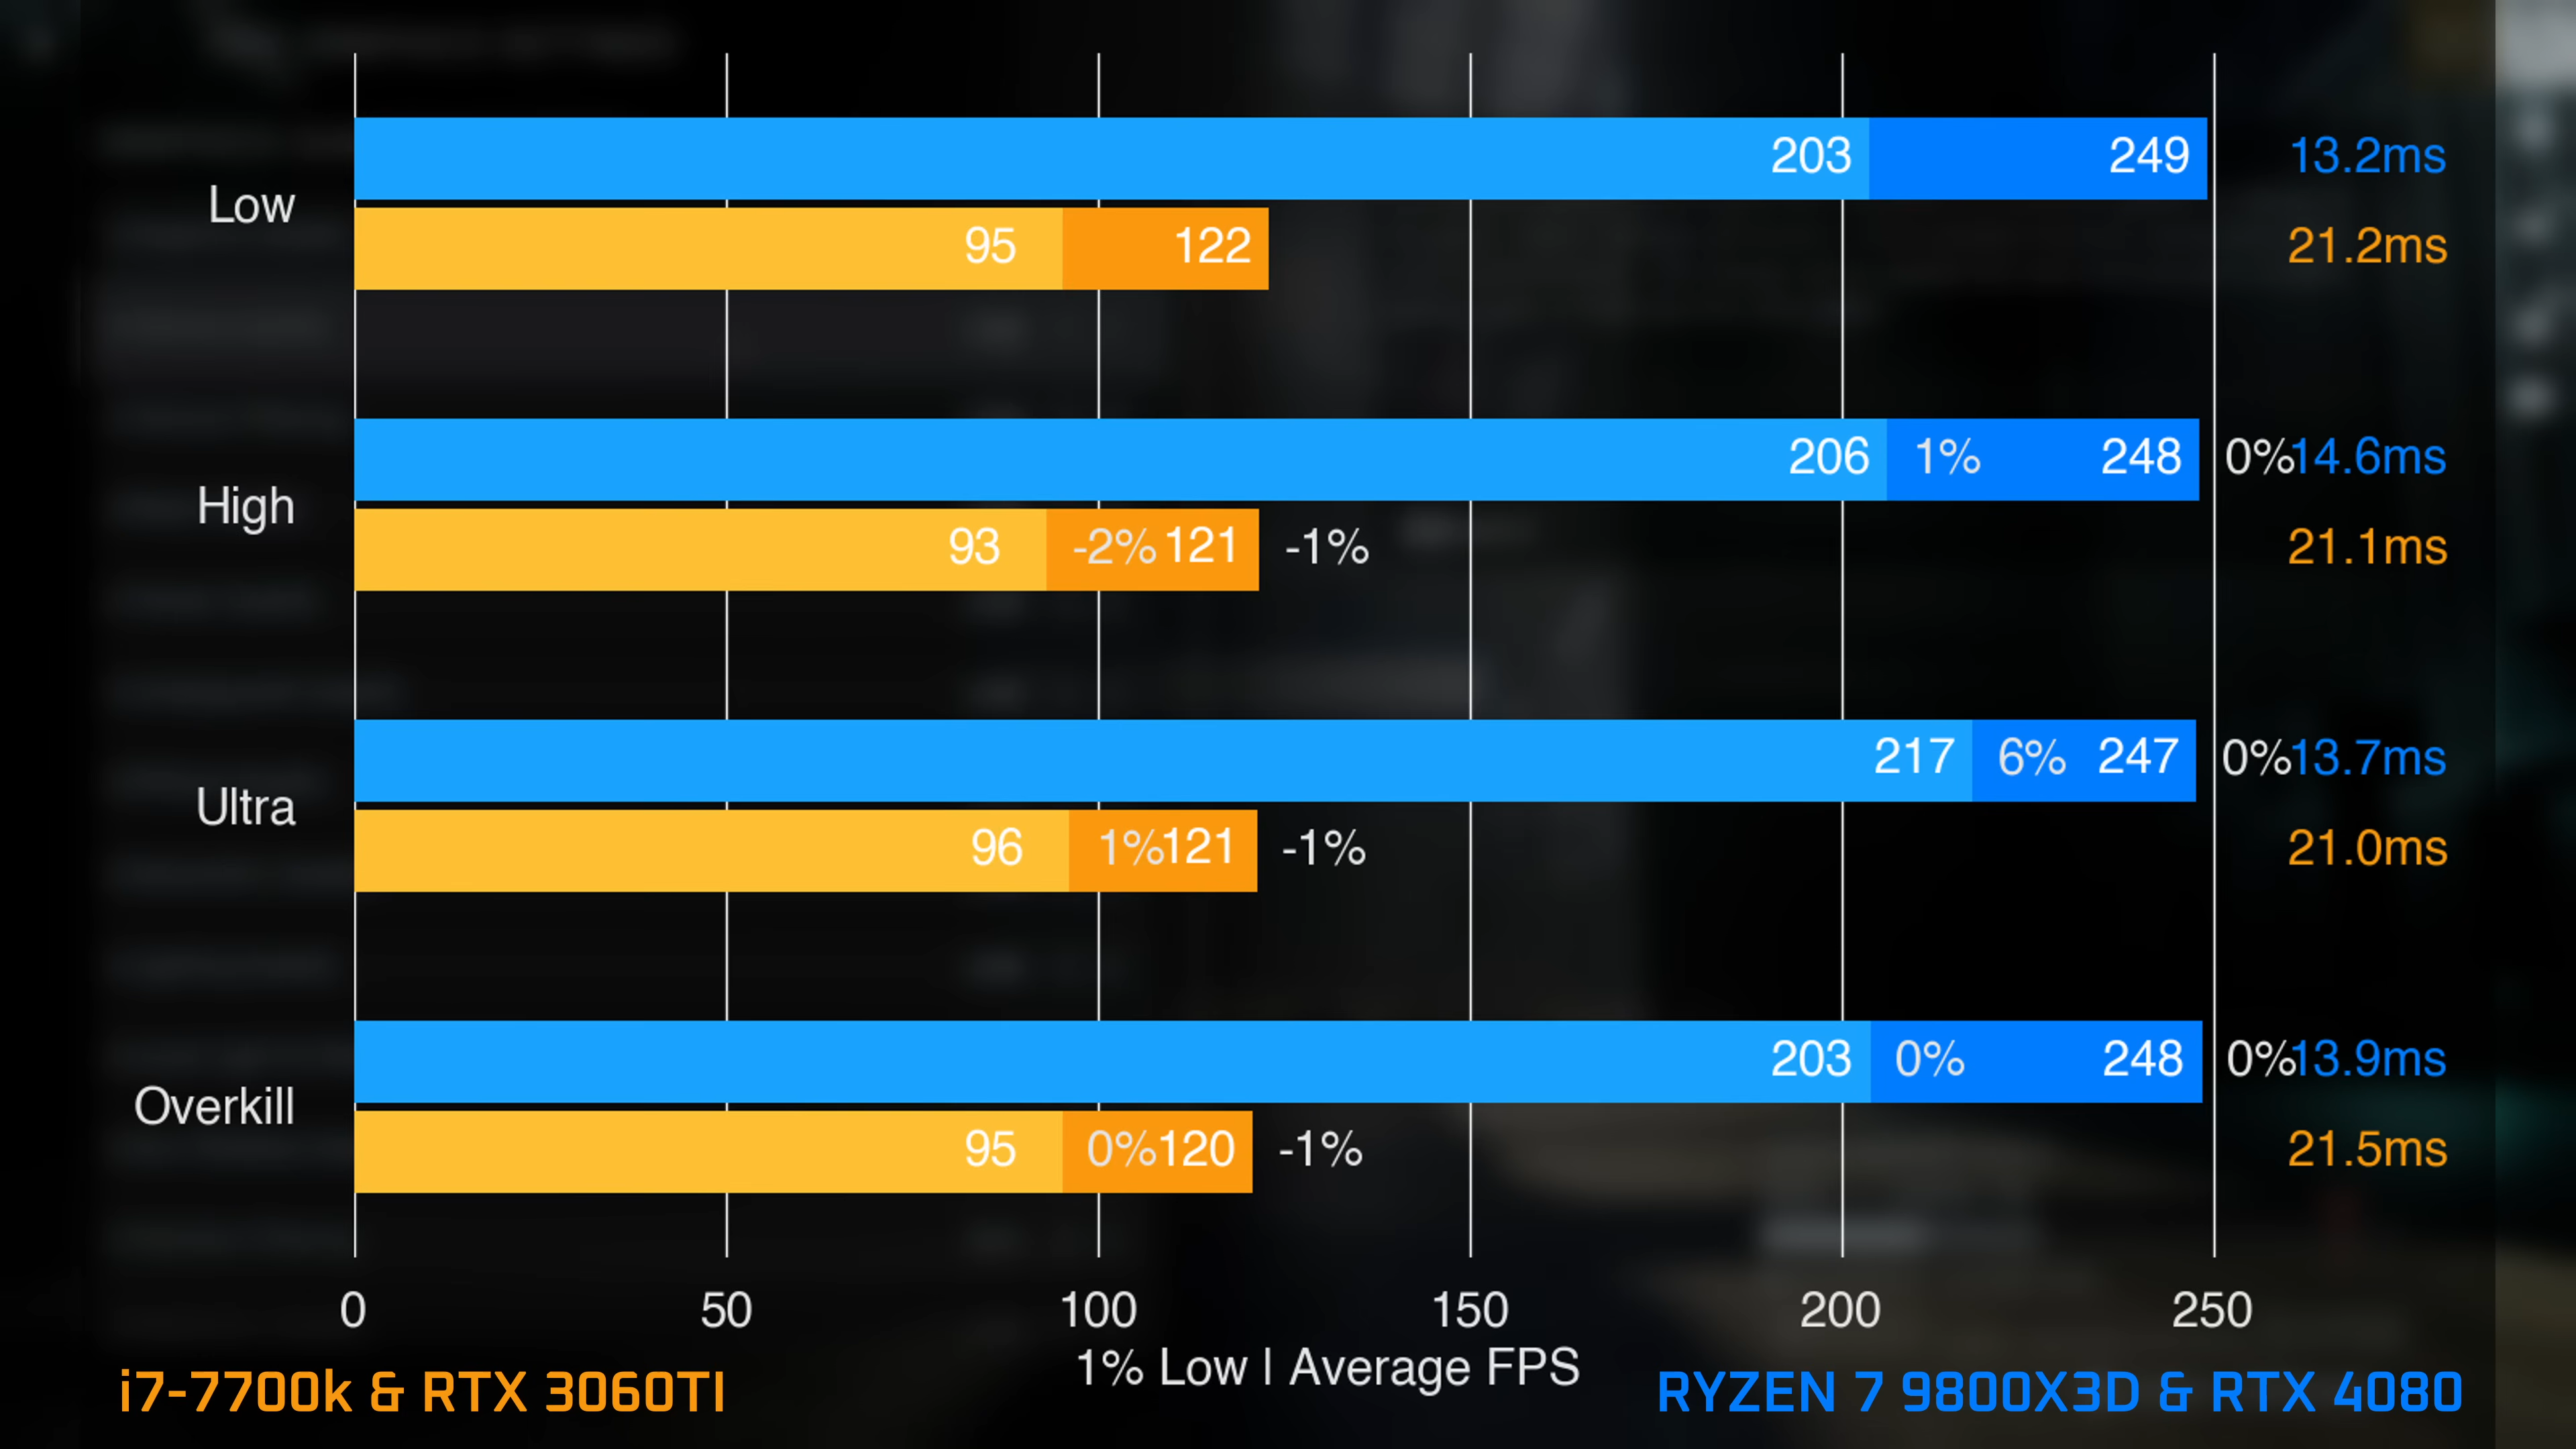 203 249 13.2ms
Low
95 122 21.2ms
206 1% 248 0% 14.6ms
High
93 -2% 121 -1% 21.1ms
217 6% 247 0% 13.7ms
Ultra
96 1% 121 -1% 21.0ms
203 0% 248 0% 13.9ms
Overkill
95 0% 120 -1% 21.5ms
0 50 100 150 200 250
1% Low | Average FPS
i7-7700k & RTX 3060TI
RYZEN 7 9800X3D & RTX 4080